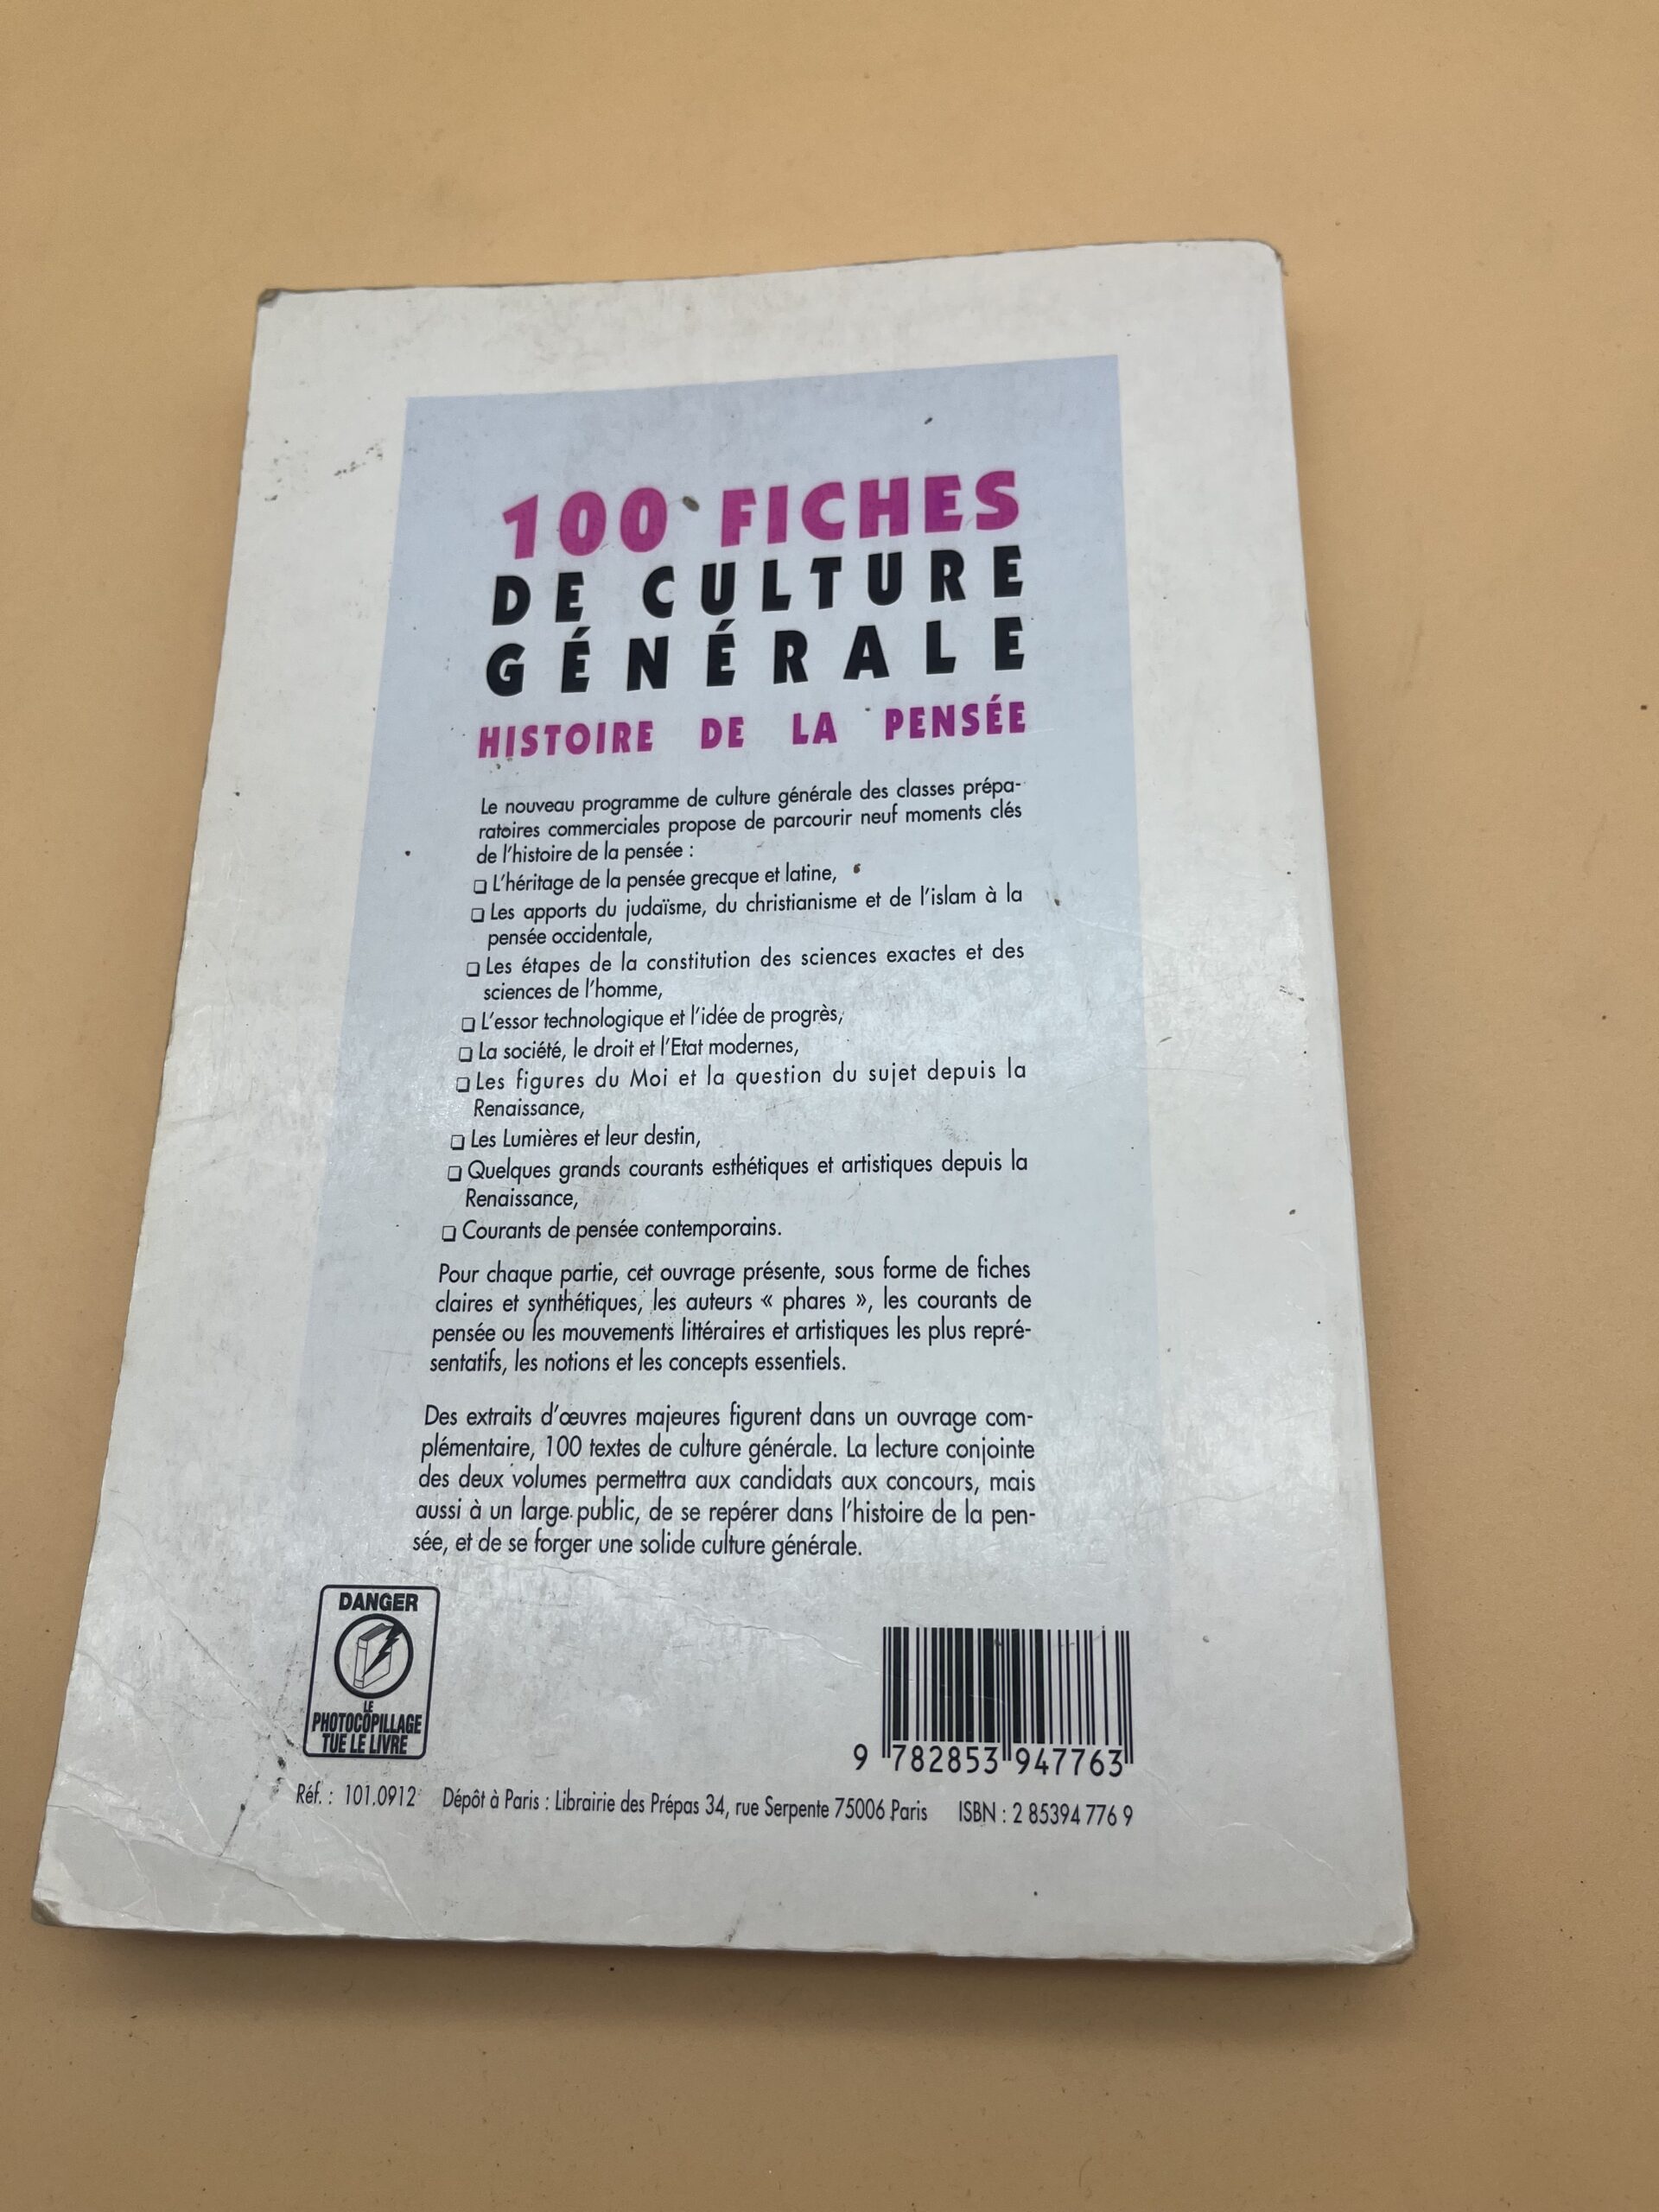 100 FICHES
DE CULTURE
GÉNÉRALE
HISTOIRE DE LA PENSÉE
Le nouveau programme de culture générale des classes prépa-
ratoires commerciales propose de parcourir neuf moments clés
de l'histoire de la pensée :
❏ L'héritage de la pensée grecque et latine,
❏ Les apports du judaïsme, du christianisme et de l'islam à la
pensée occidentale,
❏ Les étapes de la constitution des sciences exactes et des
sciences de l'homme,
❏ L'essor technologique et l'idée de progrès,
❏ La société, le droit et l'Etat modernes,
❏ Les figures du Moi et la question du sujet depuis la
Renaissance,
❏ Les Lumières et leur destin,
❏ Quelques grands courants esthétiques et artistiques depuis la
Renaissance,
❏ Courants de pensée contemporains.
Pour chaque partie, cet ouvrage présente, sous forme de fiches
claires et synthétiques, les auteurs « phares », les courants de
pensée ou les mouvements littéraires et artistiques les plus repré-
sentatifs, les notions et les concepts essentiels.
Des extraits d'œuvres majeures figurent dans un ouvrage com-
plémentaire, 100 textes de culture générale. La lecture conjointe
des deux volumes permettra aux candidats aux concours, mais
aussi à un large public, de se repérer dans l'histoire de la pen-
sée, et de se forger une solide culture générale.
DANGER
LE
PHOTOCOPILLAGE
TUE LE LIVRE
9 782853 947763
Réf. : 101.0912 Dépôt à Paris : Librairie des Prépas 34, rue Serpente 75006 Paris ISBN : 2 85394 776 9